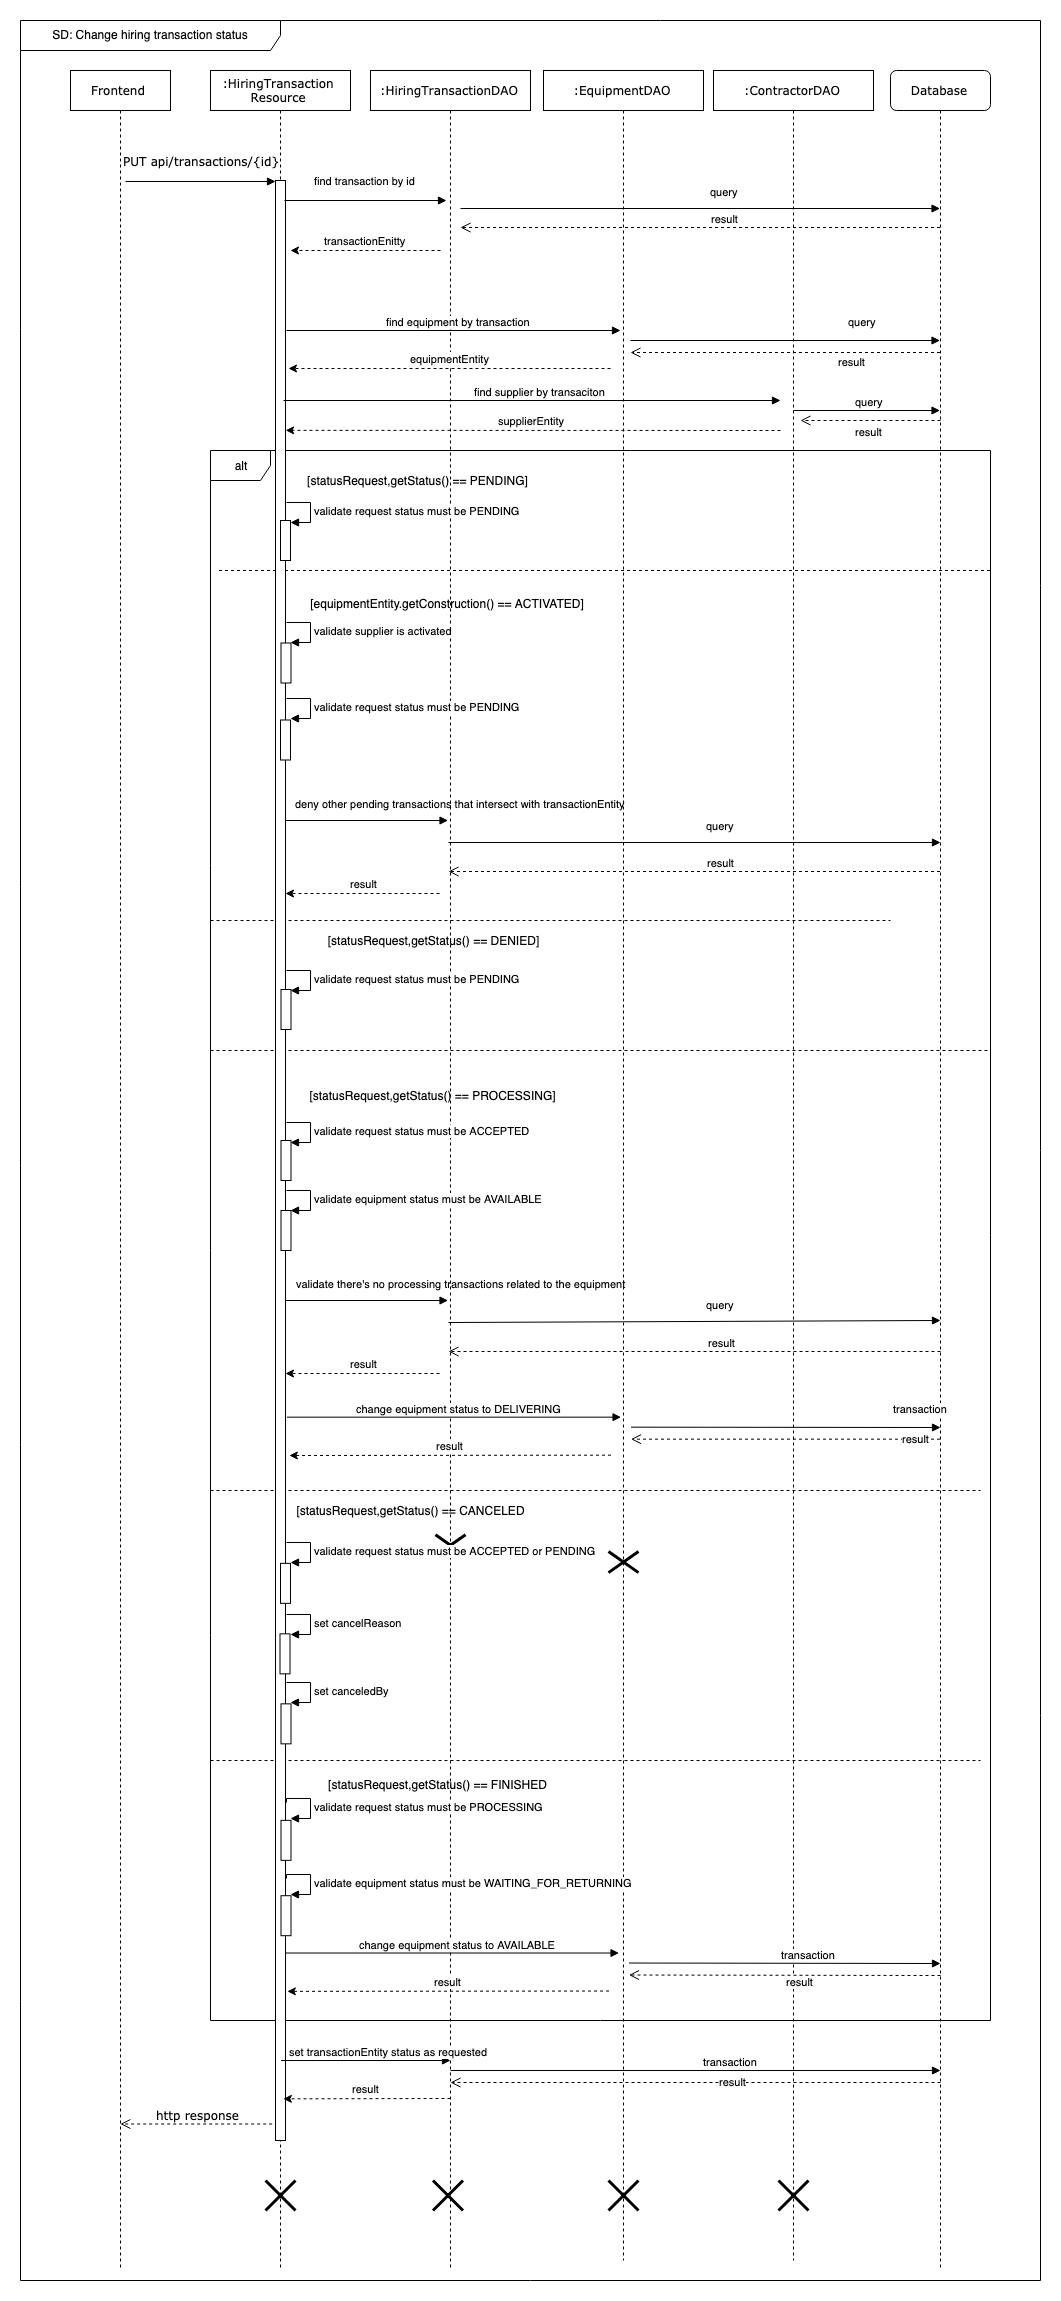 SD: Change hiring transaction status
Frontend
:HiringTransaction
Resource
:HiringTransactionDAO
:EquipmentDAO
:ContractorDAO
Database
PUT api/transactions/{id}
find transaction by id
query
result
transactionEnitty
find equipment by transaction
query
result
equipmentEntity
find supplier by transaciton
query
supplierEntity
result
alt
[statusRequest,getStatus() == PENDING]
validate request status must be PENDING
[equipmentEntity.getConstruction() == ACTIVATED]
validate supplier is activated
validate request status must be PENDING
deny other pending transactions that intersect with transactionEntity
query
result
result
[statusRequest,getStatus() == DENIED]
validate request status must be PENDING
[statusRequest,getStatus() == PROCESSING]
validate request status must be ACCEPTED
validate equipment status must be AVAILABLE
validate there's no processing transactions related to the equipment
query
result
result
change equipment status to DELIVERING
transaction
result
result
[statusRequest,getStatus() == CANCELED
validate request status must be ACCEPTED or PENDING
set cancelReason
set canceledBy
[statusRequest,getStatus() == FINISHED
validate request status must be PROCESSING
validate equipment status must be WAITING_FOR_RETURNING
change equipment status to AVAILABLE
transaction
result
result
set transactionEntity status as requested
transaction
result
result
http response